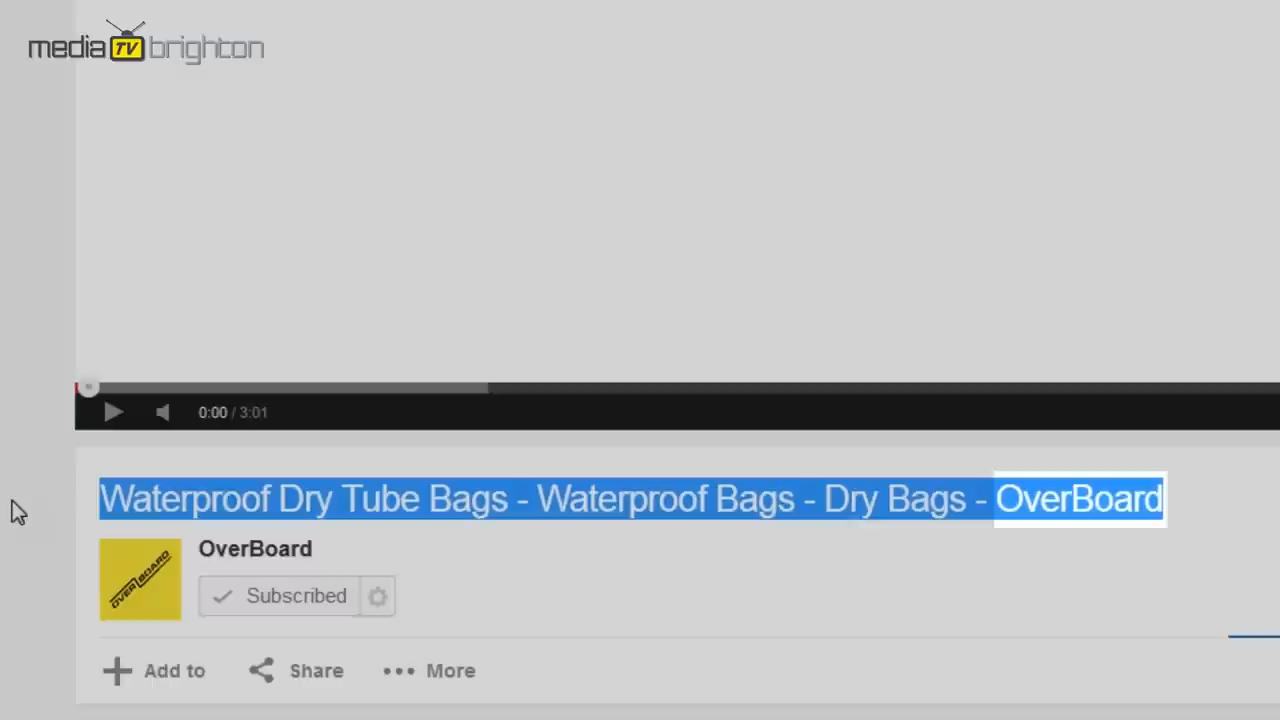 media TV brighton
0:00 / 3:01
Waterproof Dry Tube Bags - Waterproof Bags - Dry Bags - OverBoard
OVERBOARD
OverBoard
Subscribed
Add to
Share
More